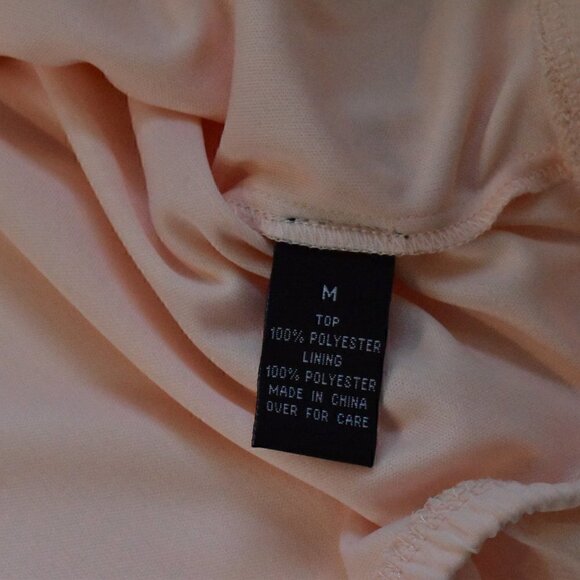 M
TOP
100% POLYESTER
LINING
100% POLYESTER
MADE IN CHINA
OVER FOR CARE